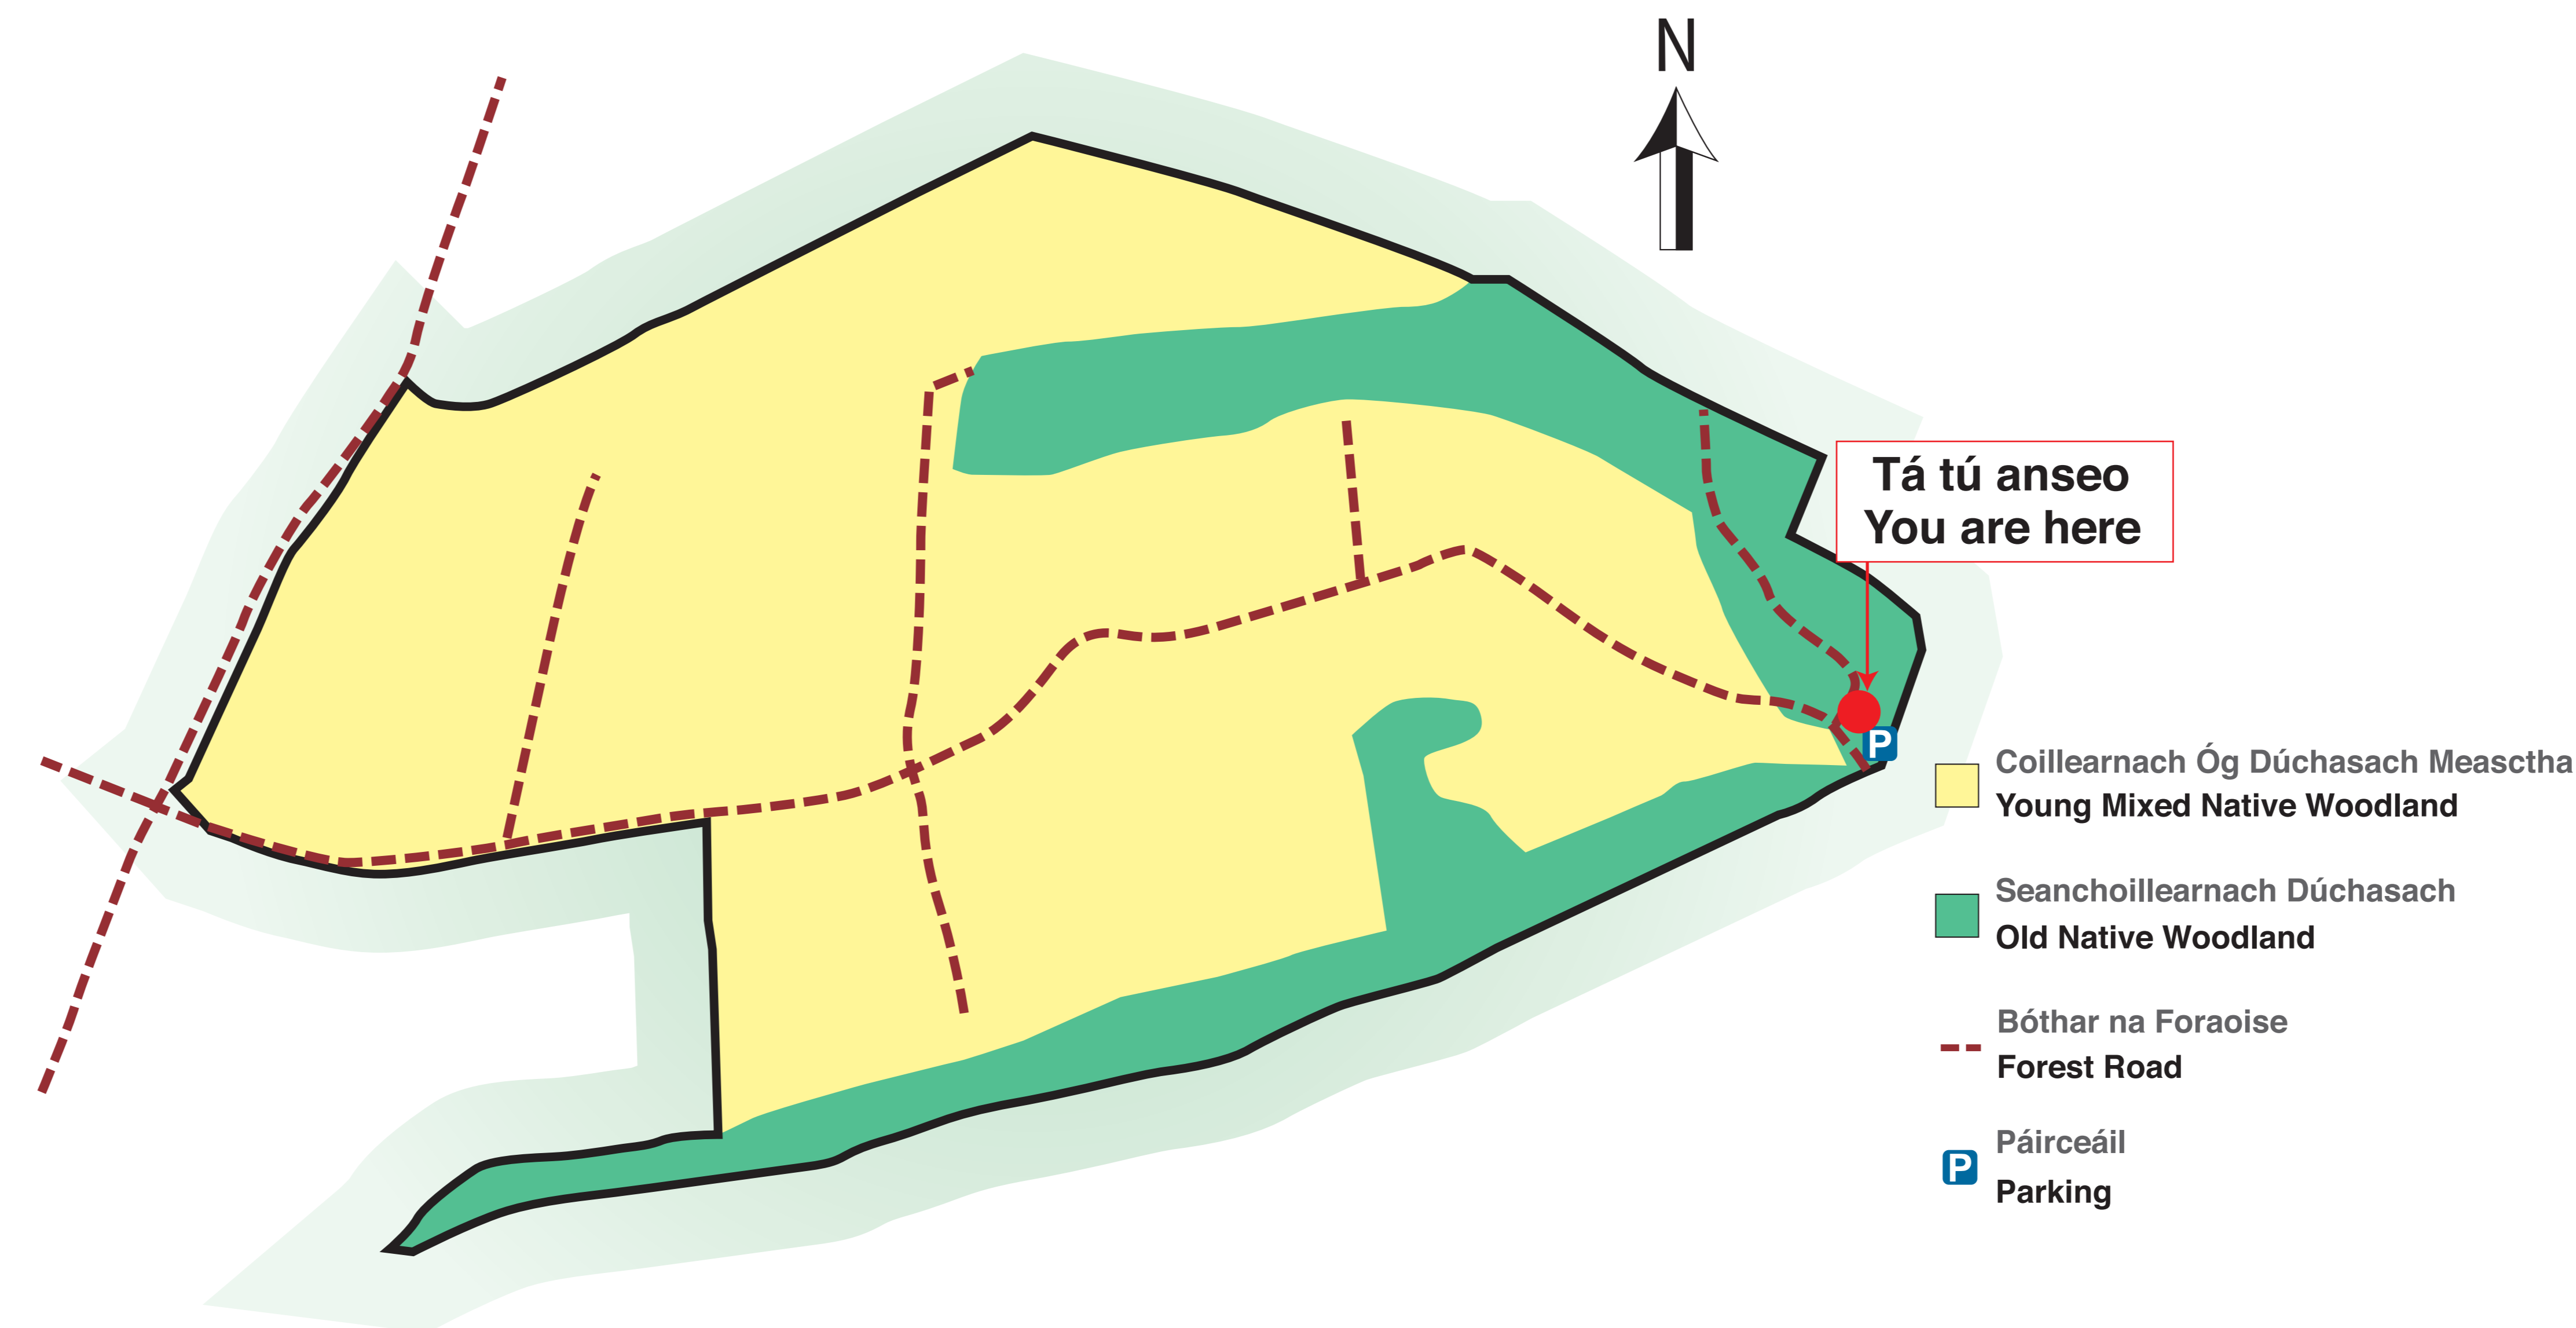 N
Tá tú anseo
You are here
P
Coillearnach Óg Dúchasach Measctha
Young Mixed Native Woodland
Seanchoillearnach Dúchasach
Old Native Woodland
Bóthar na Foraoise
Forest Road
Páirceáil
P
Parking